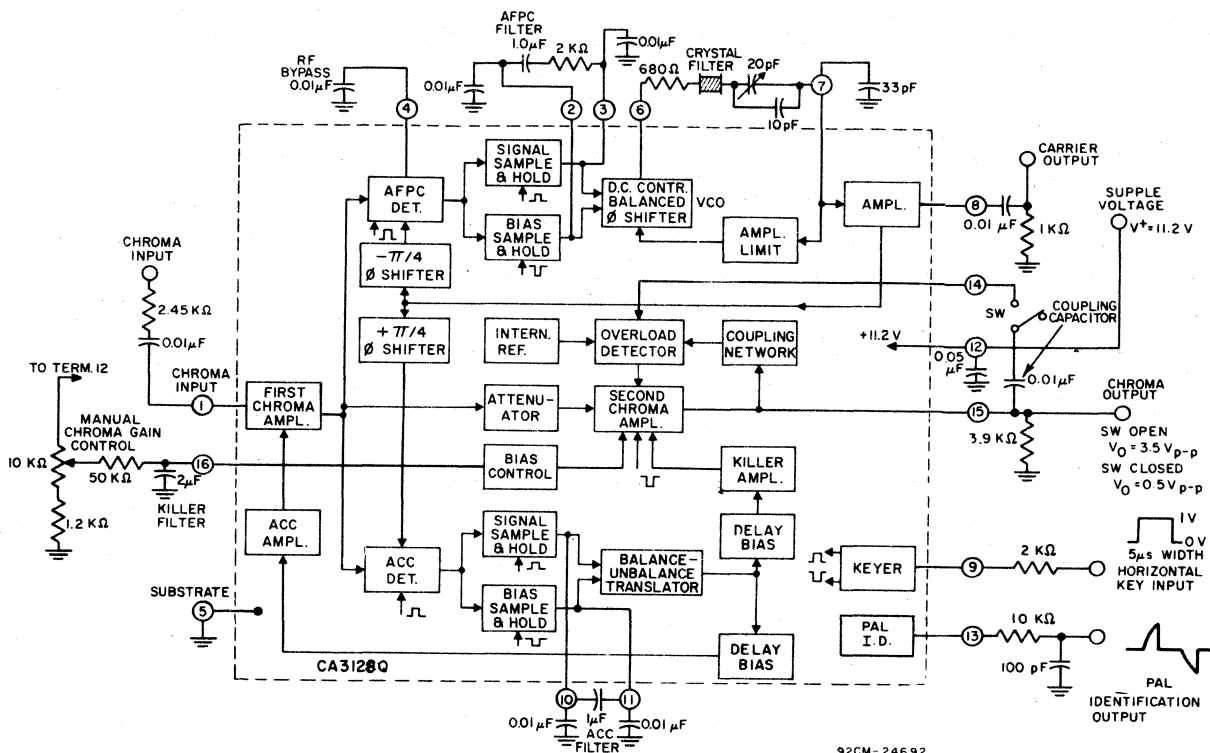 AFPC
FILTER
1.0µF
2 KΩ
0.01µF
RF
BYPASS
0.01µF
0.01µF
CRYSTAL
FILTER
680Ω
20pF
10pF
33pF
4
2
3
6
7
SIGNAL
SAMPLE
& HOLD
AFPC
DET.
BIAS
SAMPLE
& HOLD
D.C. CONTR.
BALANCED
Ø SHIFTER
VCO
AMPL.
LIMIT
AMPL.
CARRIER
OUTPUT
8
0.01 µF
1KΩ
SUPPLE
VOLTAGE
V+=11.2 V
CHROMA
INPUT
2.45KΩ
0.01µF
-π/4
Ø SHIFTER
+π/4
Ø SHIFTER
INTERN.
REF.
OVERLOAD
DETECTOR
COUPLING
NETWORK
14
SW
COUPLING
CAPACITOR
+11.2 V
12
0.05
µF
0.01µF
TO TERM. 12
CHROMA
INPUT
1
FIRST
CHROMA
AMPL.
ATTENU-
ATOR
SECOND
CHROMA
AMPL.
15
CHROMA
OUTPUT
3.9 KΩ
SW OPEN
VO = 3.5 Vp-p
SW CLOSED
VO = 0.5 Vp-p
MANUAL
CHROMA GAIN
CONTROL
10 KΩ
50 KΩ
16
2µF
KILLER
FILTER
1.2 KΩ
BIAS
CONTROL
KILLER
AMPL.
ACC
AMPL.
ACC
DET.
SIGNAL
SAMPLE
& HOLD
BIAS
SAMPLE
& HOLD
BALANCE-
UNBALANCE
TRANSLATOR
DELAY
BIAS
DELAY
BIAS
KEYER
9
2 KΩ
1 V
0 V
5µs WIDTH
HORIZONTAL
KEY INPUT
SUBSTRATE
5
PAL
I.D.
13
10 KΩ
100 pF
PAL
IDENTIFICATION
OUTPUT
CA3128Q
10
11
0.01µF
1µF
0.01µF
ACC
FILTER
92CM-24692